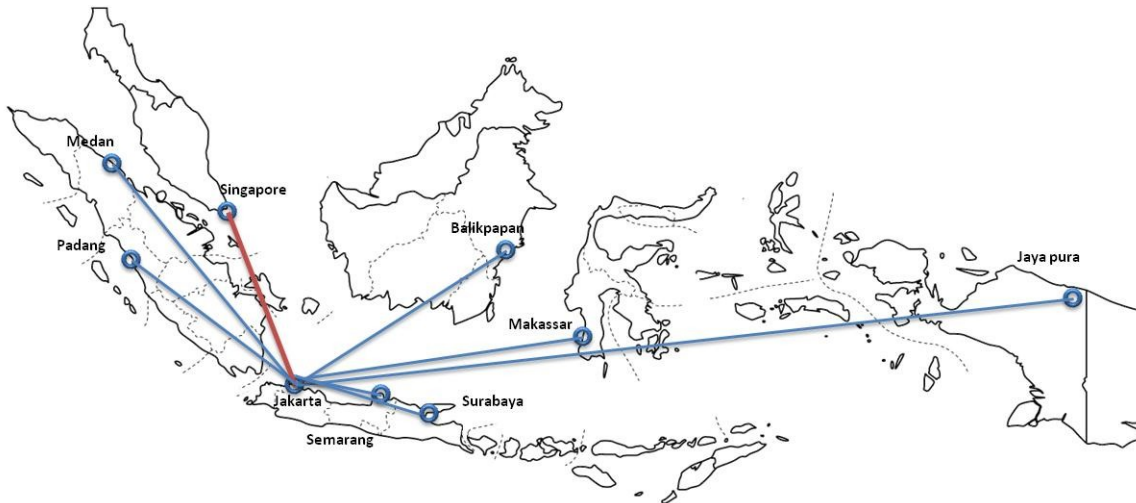 Medan
Singapore
Padang
Balikpapan
Jaya pura
Makassar
Jakarta
Surabaya
Semarang